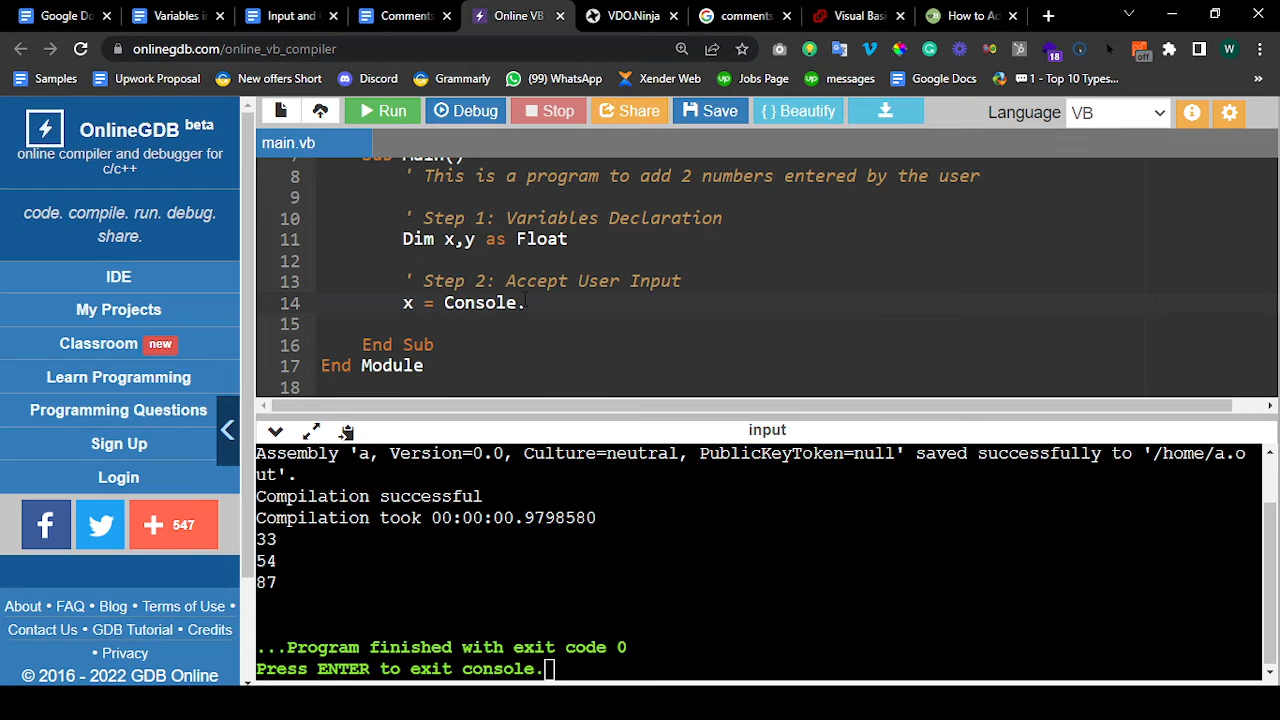 Google Do
Variables in
Input and
Comments
Online VB
VDO.Ninja
comments
Visual Basi
How to Ac
onlinegdb.com/online_vb_compiler
W
18
off
Samples
Upwork Proposal
New offers Short
Discord
Grammarly
(99) WhatsApp
Xender Web
Jobs Page
messages
Google Docs
1 - Top 10 Types...
»
OnlineGDB beta
online compiler and debugger for
c/c++
code. compile. run. debug.
share.
IDE
My Projects
Classroom new
Learn Programming
Programming Questions
Sign Up
Login
f
+ 547
About • FAQ • Blog • Terms of Use •
Contact Us • GDB Tutorial • Credits
• Privacy
© 2016 - 2022 GDB Online
Run
Debug
Stop
Share
Save
{ } Beautify
Language VB
main.vb
7 Sub Main()
8 ' This is a program to add 2 numbers entered by the user
9
10 ' Step 1: Variables Declaration
11 Dim x,y as Float
12
13 ' Step 2: Accept User Input
14 x = Console.
15
16 End Sub
17 End Module
18
input
Assembly 'a, Version=0.0, Culture=neutral, PublicKeyToken=null' saved successfully to '/home/a.o
ut'.
Compilation successful
Compilation took 00:00:00.9798580
33
54
87
...Program finished with exit code 0
Press ENTER to exit console.